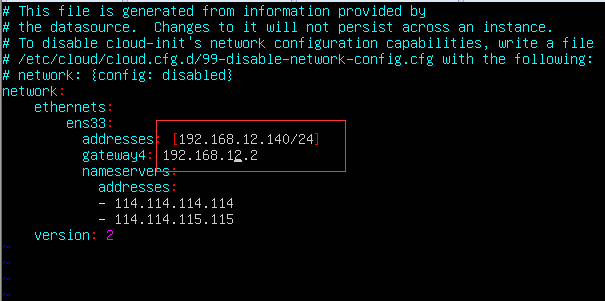 # This file is generated from information provided by
# the datasource.  Changes to it will not persist across an instance.
# To disable cloud-init's network configuration capabilities, write a file
# /etc/cloud/cloud.cfg.d/99-disable-network-config.cfg with the following:
# network: {config: disabled}
network:
    ethernets:
        ens33:
          addresses: [192.168.12.140/24]
          gateway4: 192.168.12.2
          nameservers:
            addresses:
            - 114.114.114.114
            - 114.114.115.115
    version: 2
~
~
~